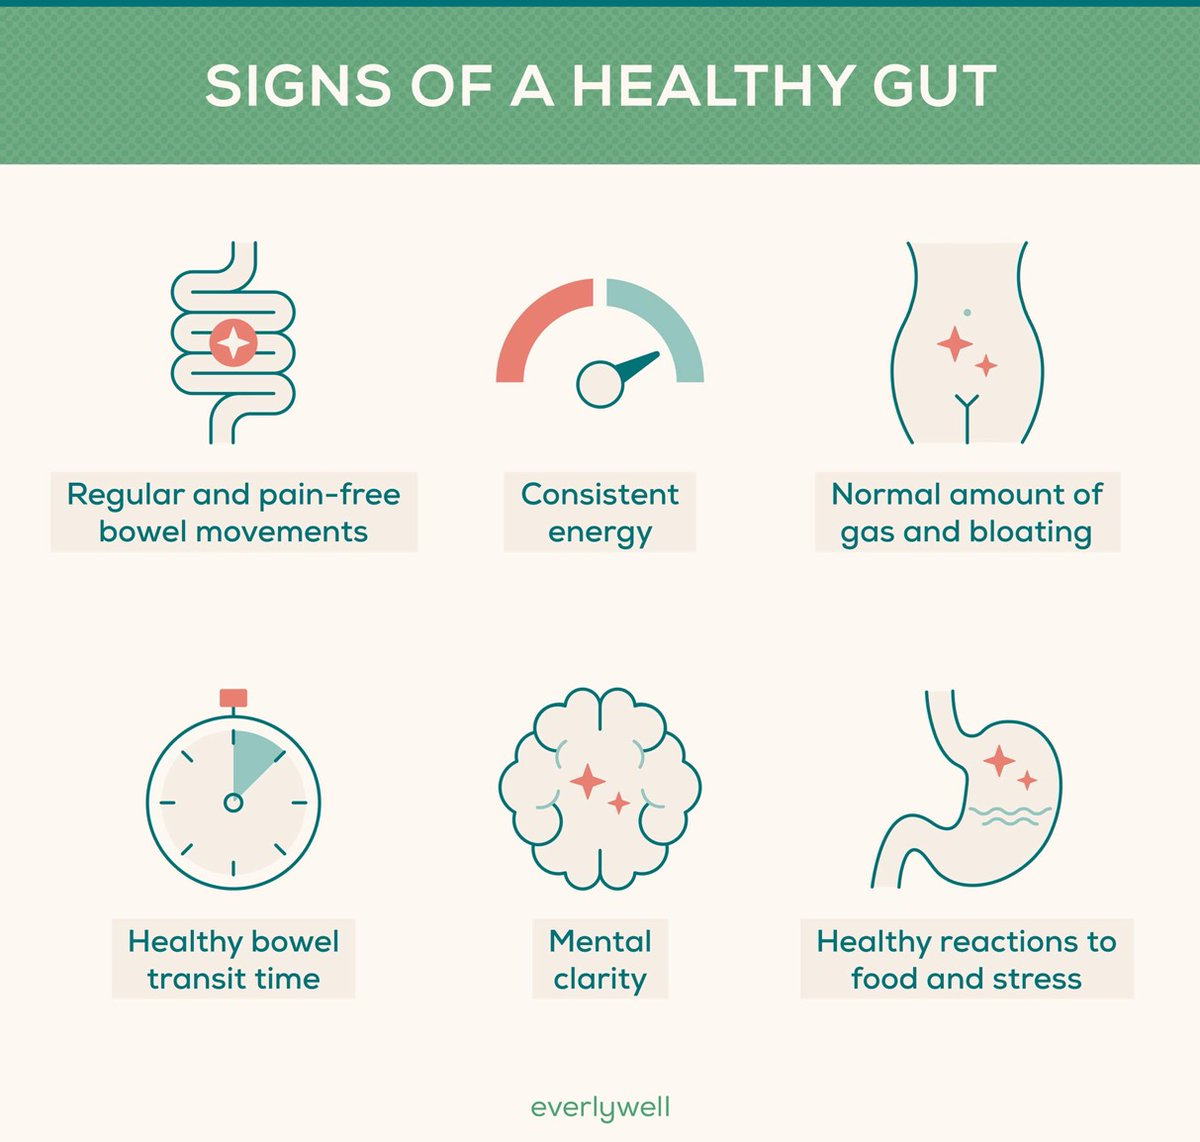 SIGNS OF A HEALTHY GUT
Regular and pain-free
bowel movements
Consistent
energy
Normal amount of
gas and bloating
Healthy bowel
transit time
Mental
clarity
Healthy reactions to
food and stress
everlywell